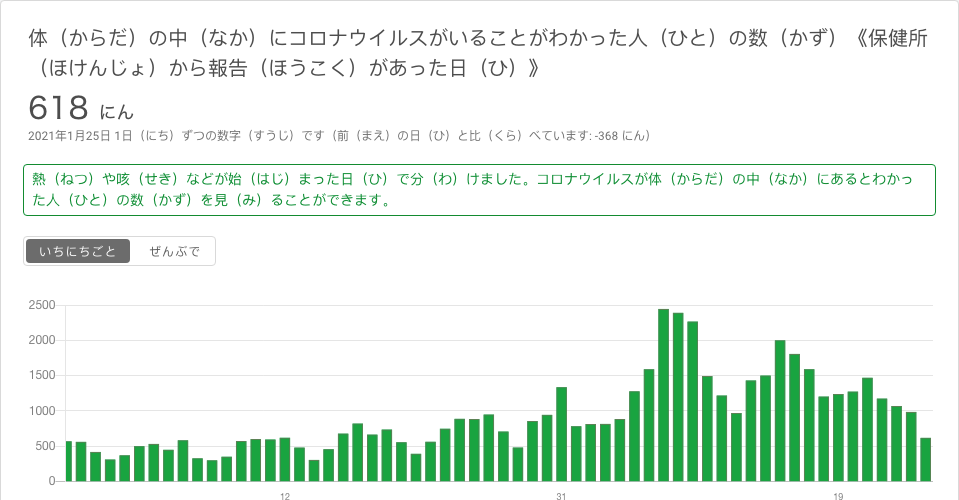 体（からだ）の中（なか）にコロナウイルスがいることがわかった人（ひと）の数（かず）《保健所
（ほけんじょ）から報告（ほうこく）があった日（ひ）》
618 にん
2021年1月25日 1日（にち）ずつの数字（すうじ）です（前（まえ）の日（ひ）と比（くら）べています: -368 にん）
熱（ねつ）や咳（せき）などが始（はじ）まった日（ひ）で分（わ）けました。コロナウイルスが体（からだ）の中（なか）にあるとわかっ
た人（ひと）の数（かず）を見（み）ることができます。
いちにちごと ぜんぶで
2500
2000
1500
1000
500
0
12 31 19